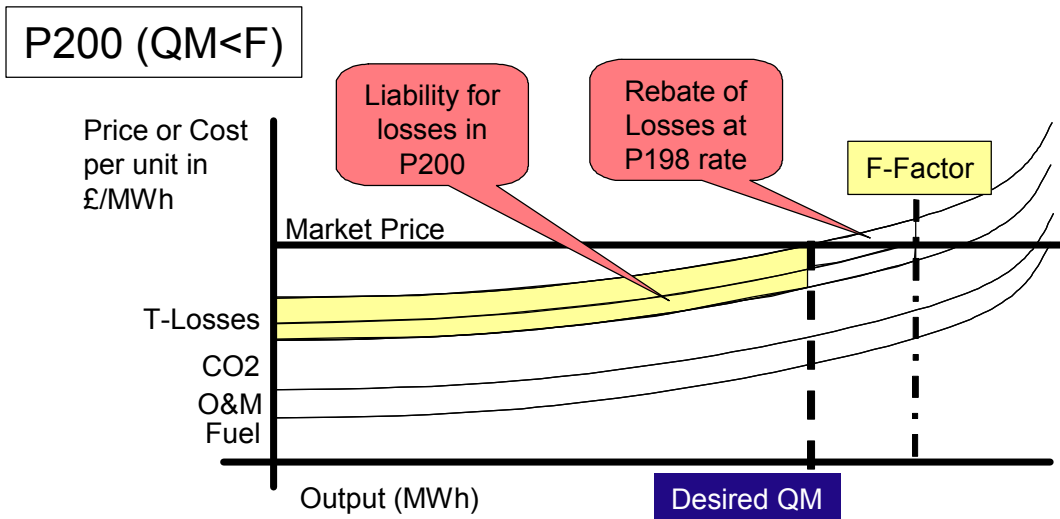 P200 (QM<F)
Price or Cost
per unit in
£/MWh
Liability for
losses in
P200
Rebate of
Losses at
P198 rate
F-Factor
Market Price
T-Losses
CO2
O&M
Fuel
Output (MWh)
Desired QM